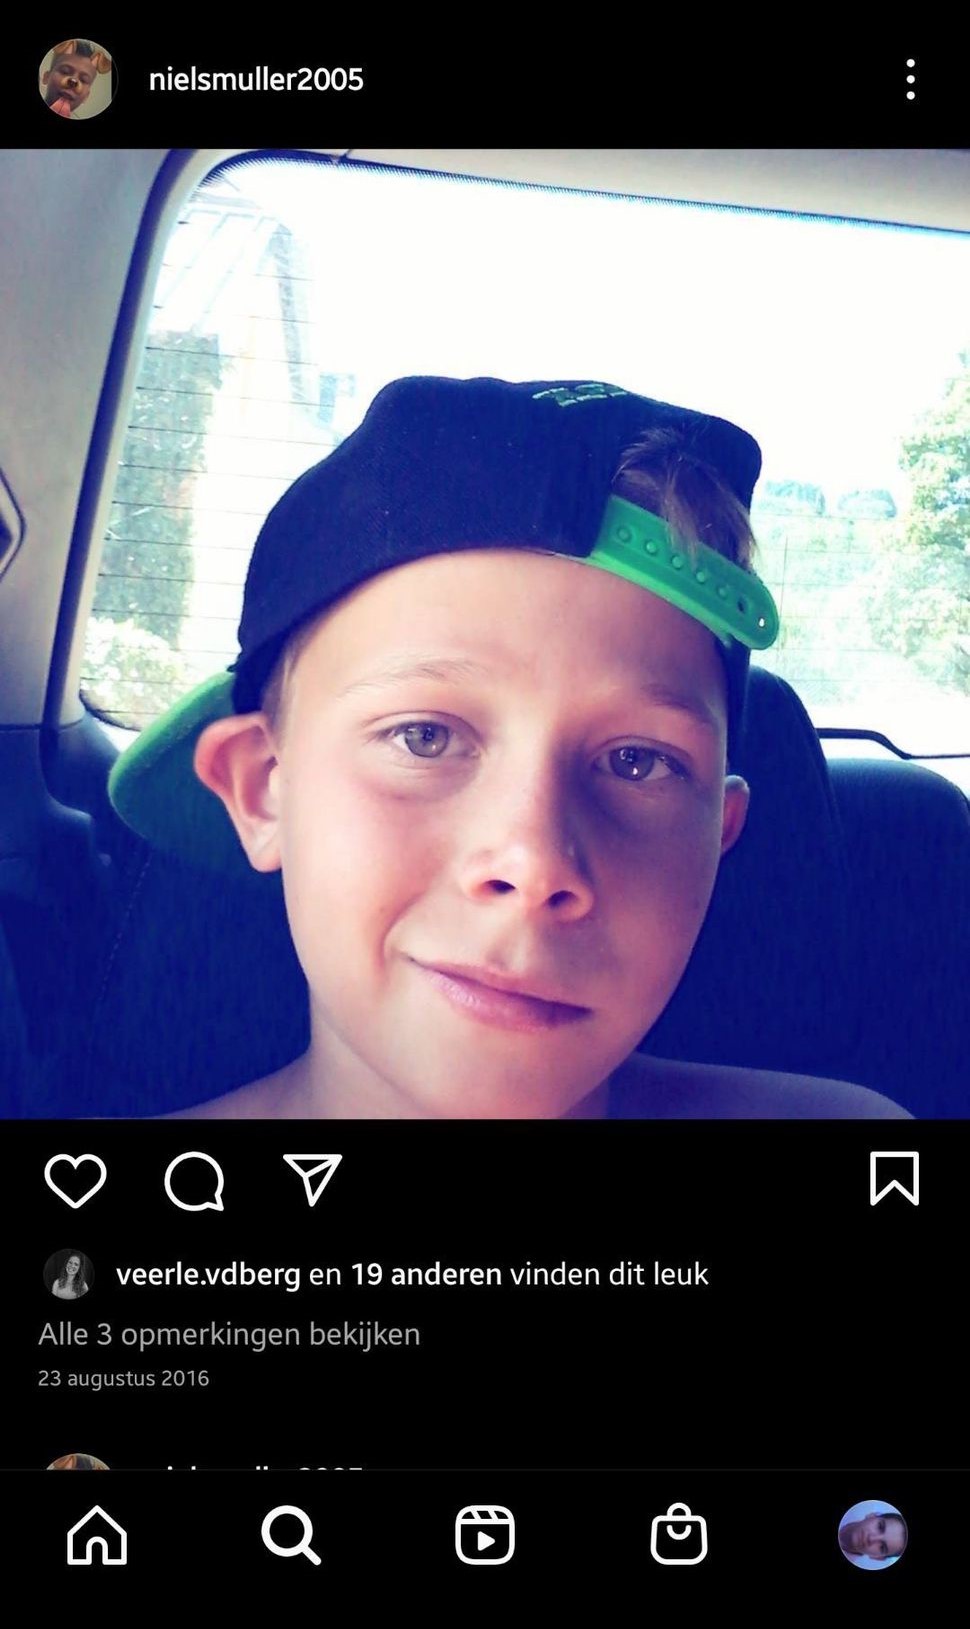 nielsmuller2005
veerle.vdberg en 19 anderen vinden dit leuk
Alle 3 opmerkingen bekijken
23 augustus 2016